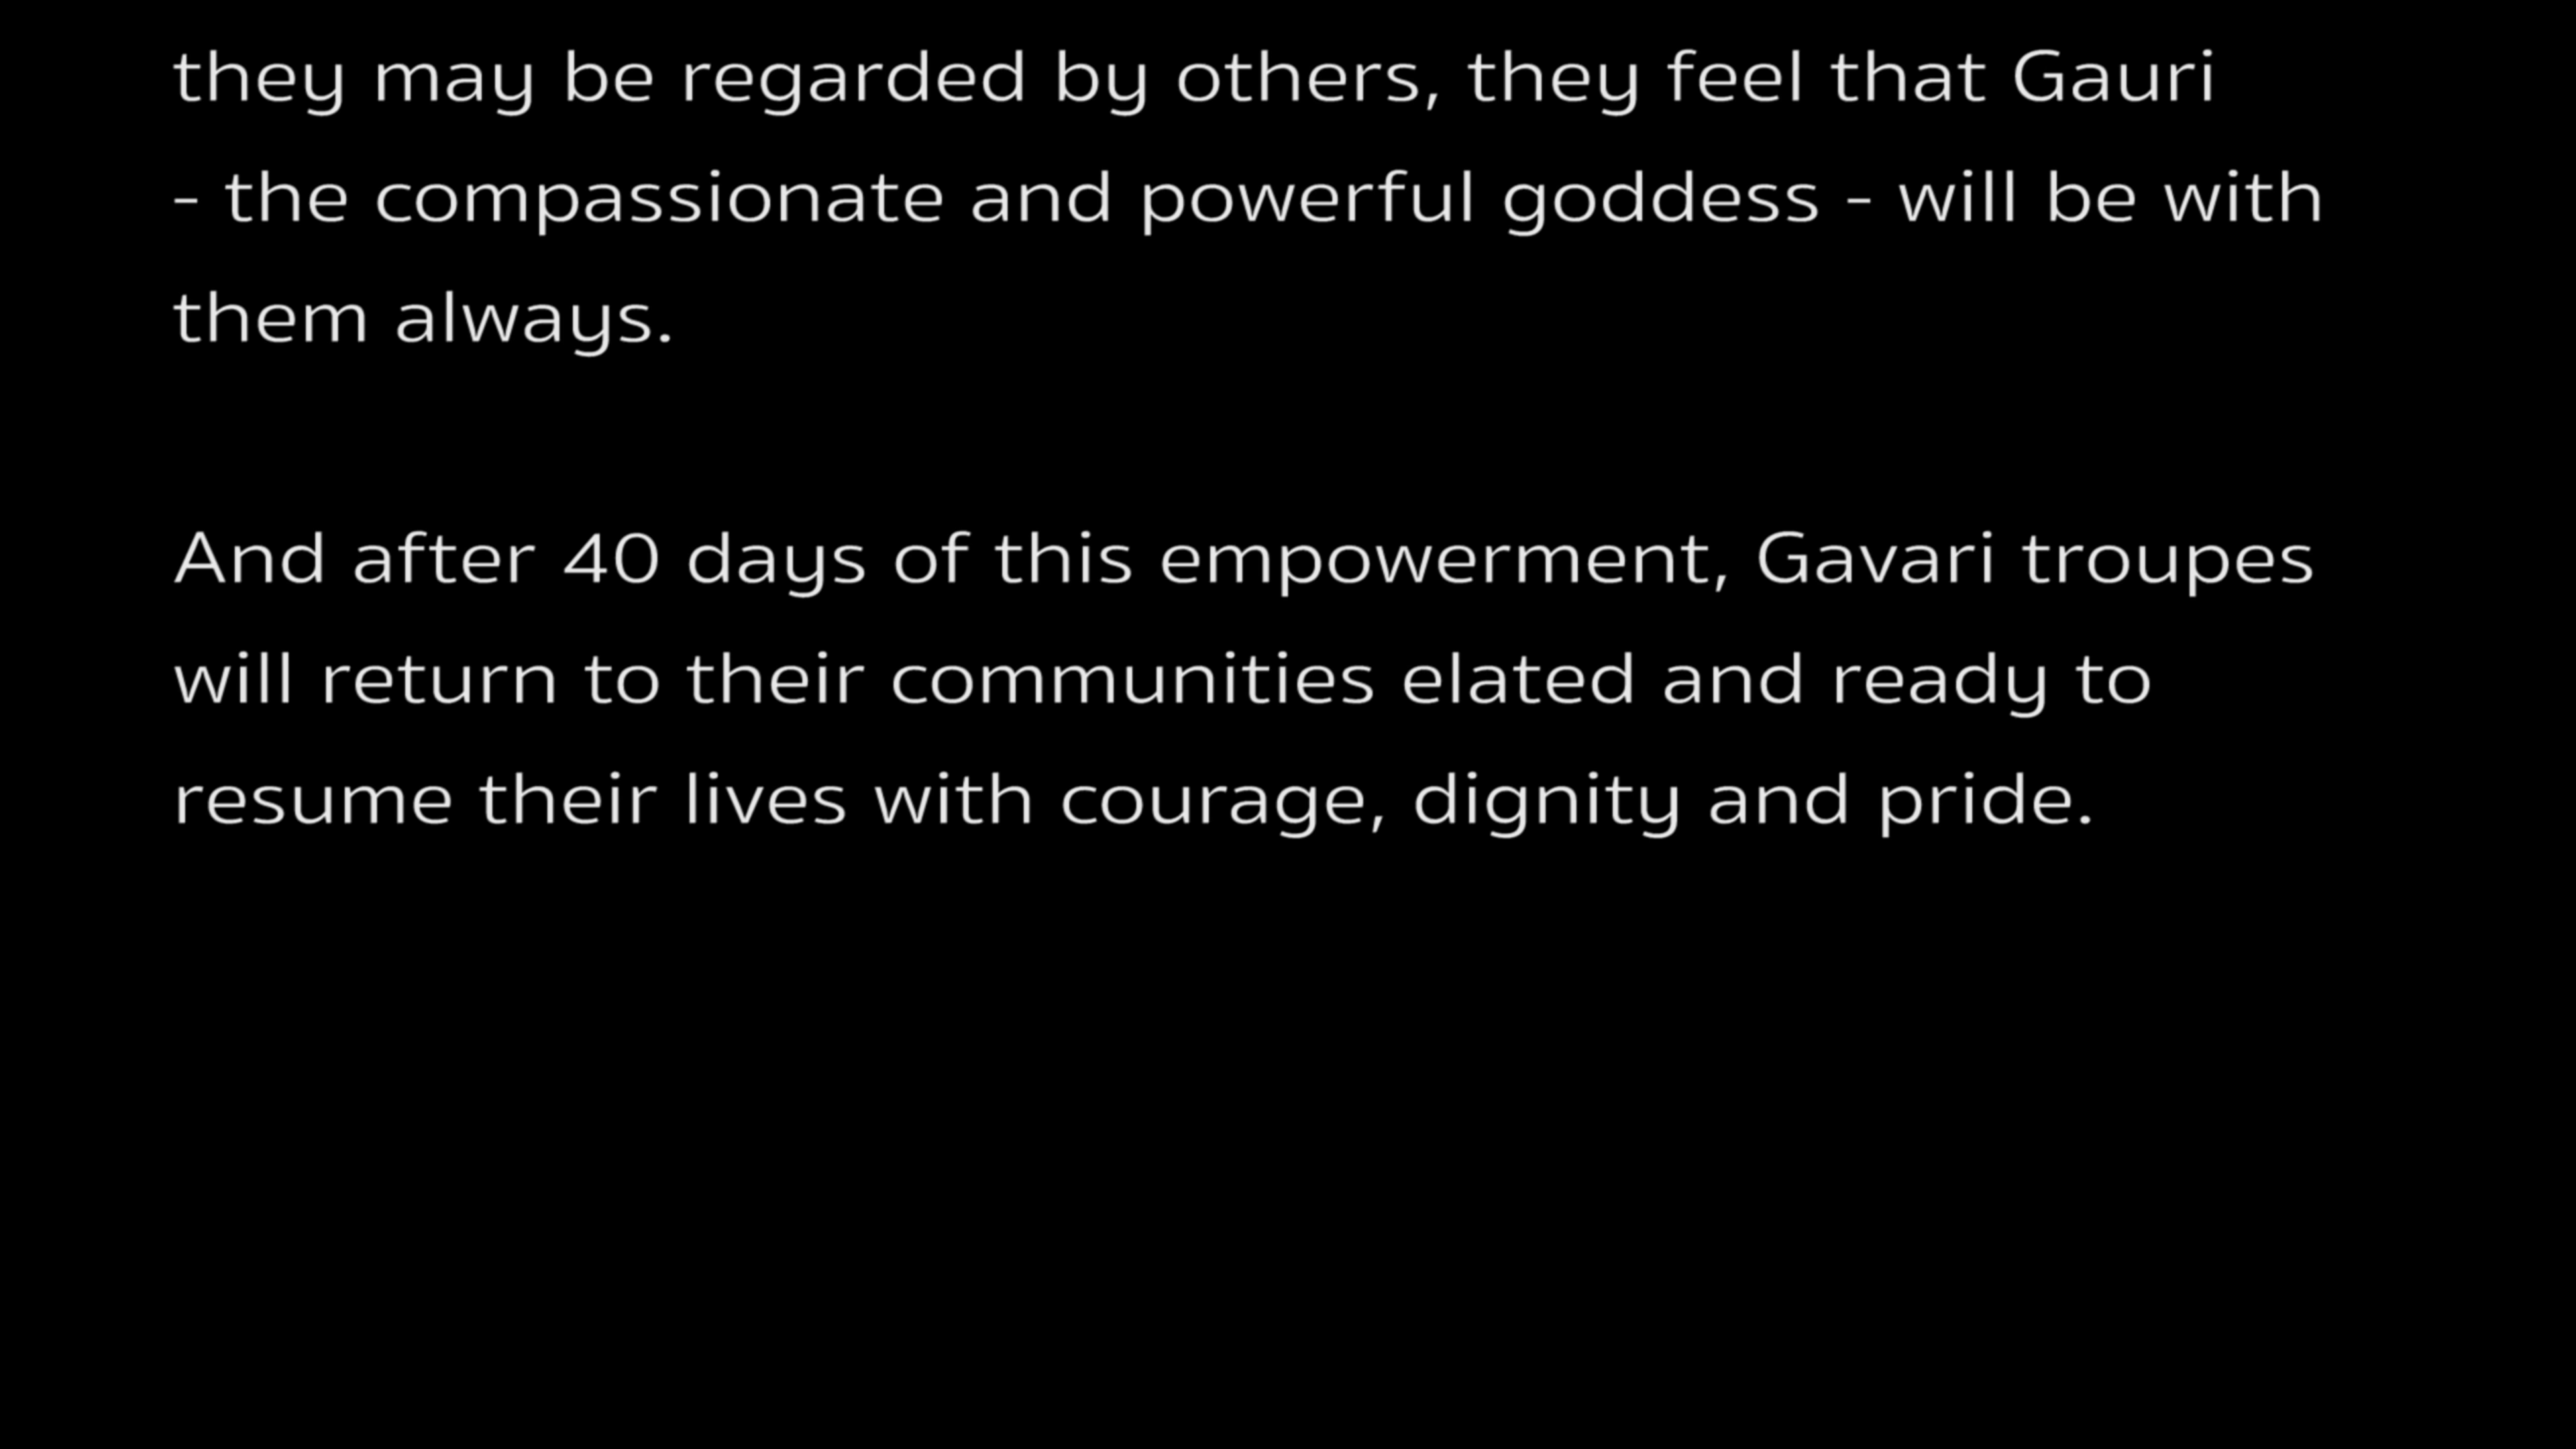 they may be regarded by others, they feel that Gauri
- the compassionate and powerful goddess - will be with
them always.
And after 40 days of this empowerment, Gavari troupes
will return to their communities elated and ready to
resume their lives with courage, dignity and pride.